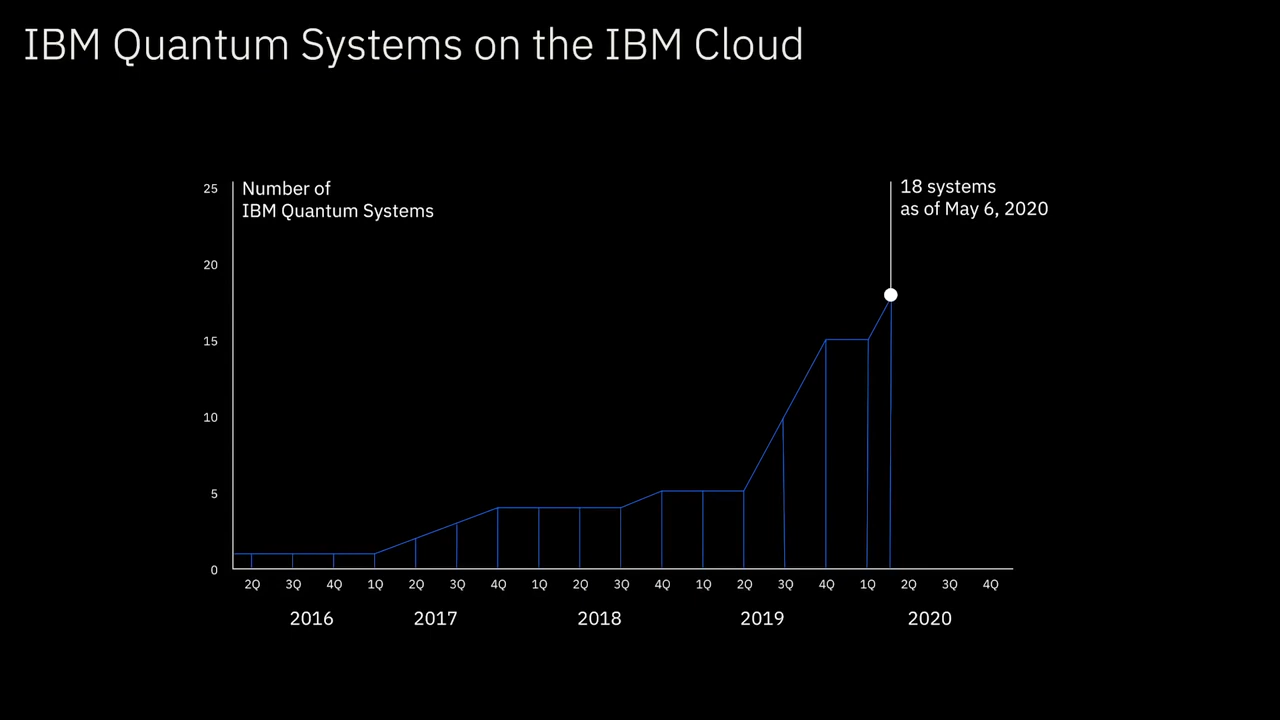 IBM Quantum Systems on the IBM Cloud
25
Number of
IBM Quantum Systems
18 systems
as of May 6, 2020
20
15
10
5
0
2Q 3Q 4Q 1Q 2Q 3Q 4Q 1Q 2Q 3Q 4Q 1Q 2Q 3Q 4Q 1Q 2Q 3Q 4Q
2016 2017 2018 2019 2020